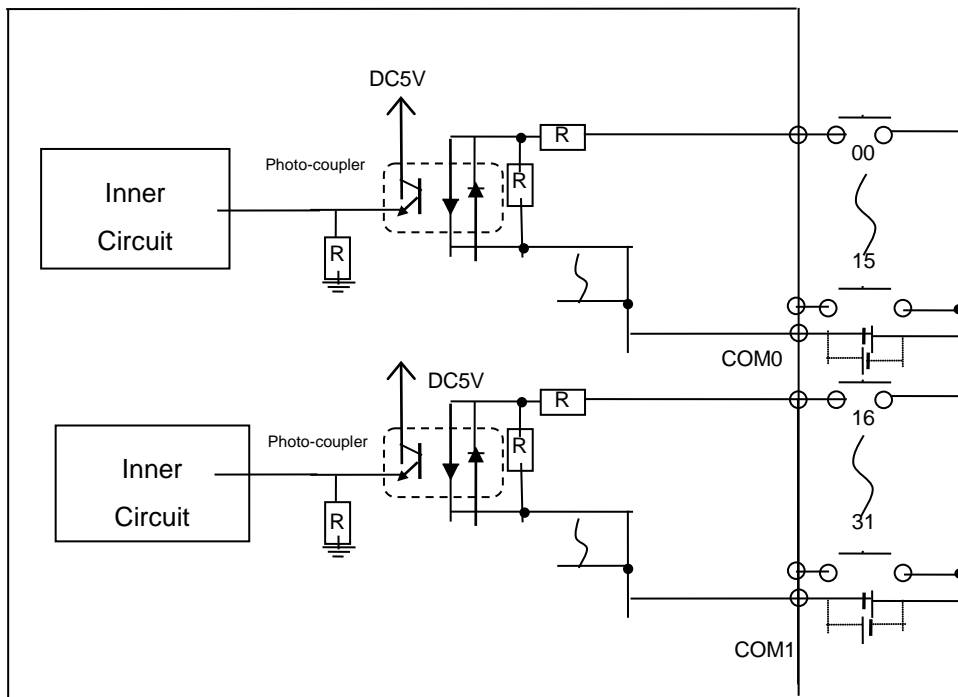 DC5V
R
00
Photo-coupler
R
Inner
Circuit
R
15
COM0
DC5V
R
16
Photo-coupler
R
Inner
Circuit
R
31
COM1